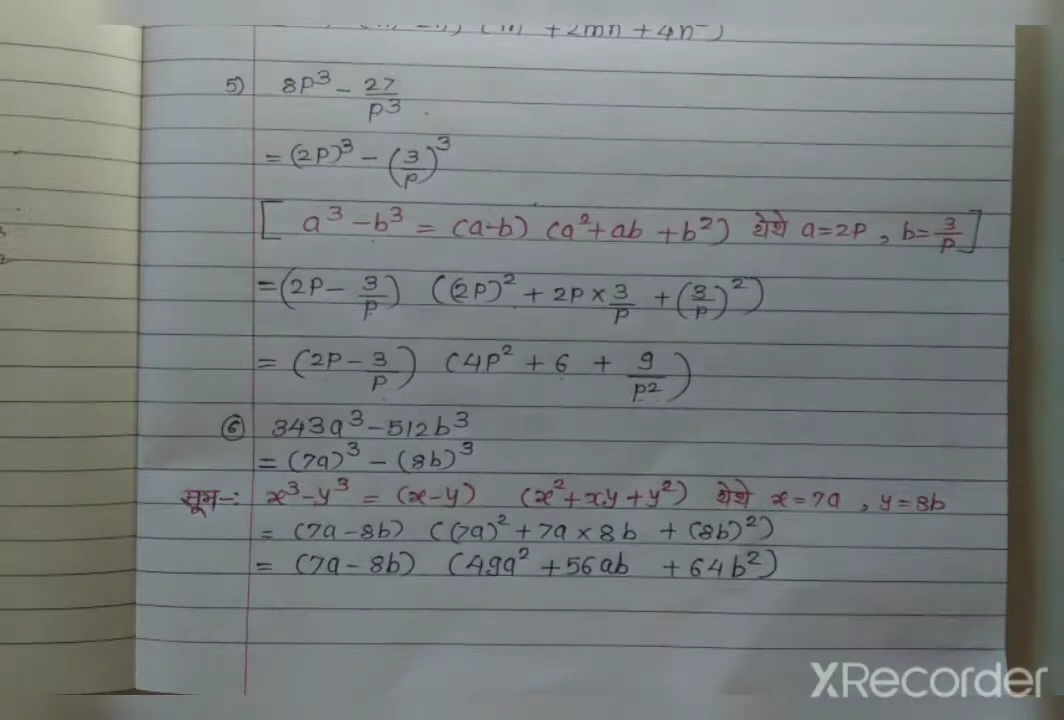 + 2mn + 4n²)
5) 8P³ - 27/P³
= (2P)³ - (3/P)³
[ a³ - b³ = (a-b) (a² + ab + b²) येथे a = 2P , b = 3/P ]
= (2P - 3/P) ((2P)² + 2P × 3/P + (3/P)²)
= (2P - 3/P) (4P² + 6 + 9/P²)
⑥ 343a³ - 512b³
= (7a)³ - (8b)³
सूत्र-: x³ - y³ = (x-y) (x² + xy + y²) येथे x = 7a , y = 8b
= (7a - 8b) ((7a)² + 7a × 8b + (8b)²)
= (7a - 8b) (49a² + 56ab + 64b²)
XRecorder